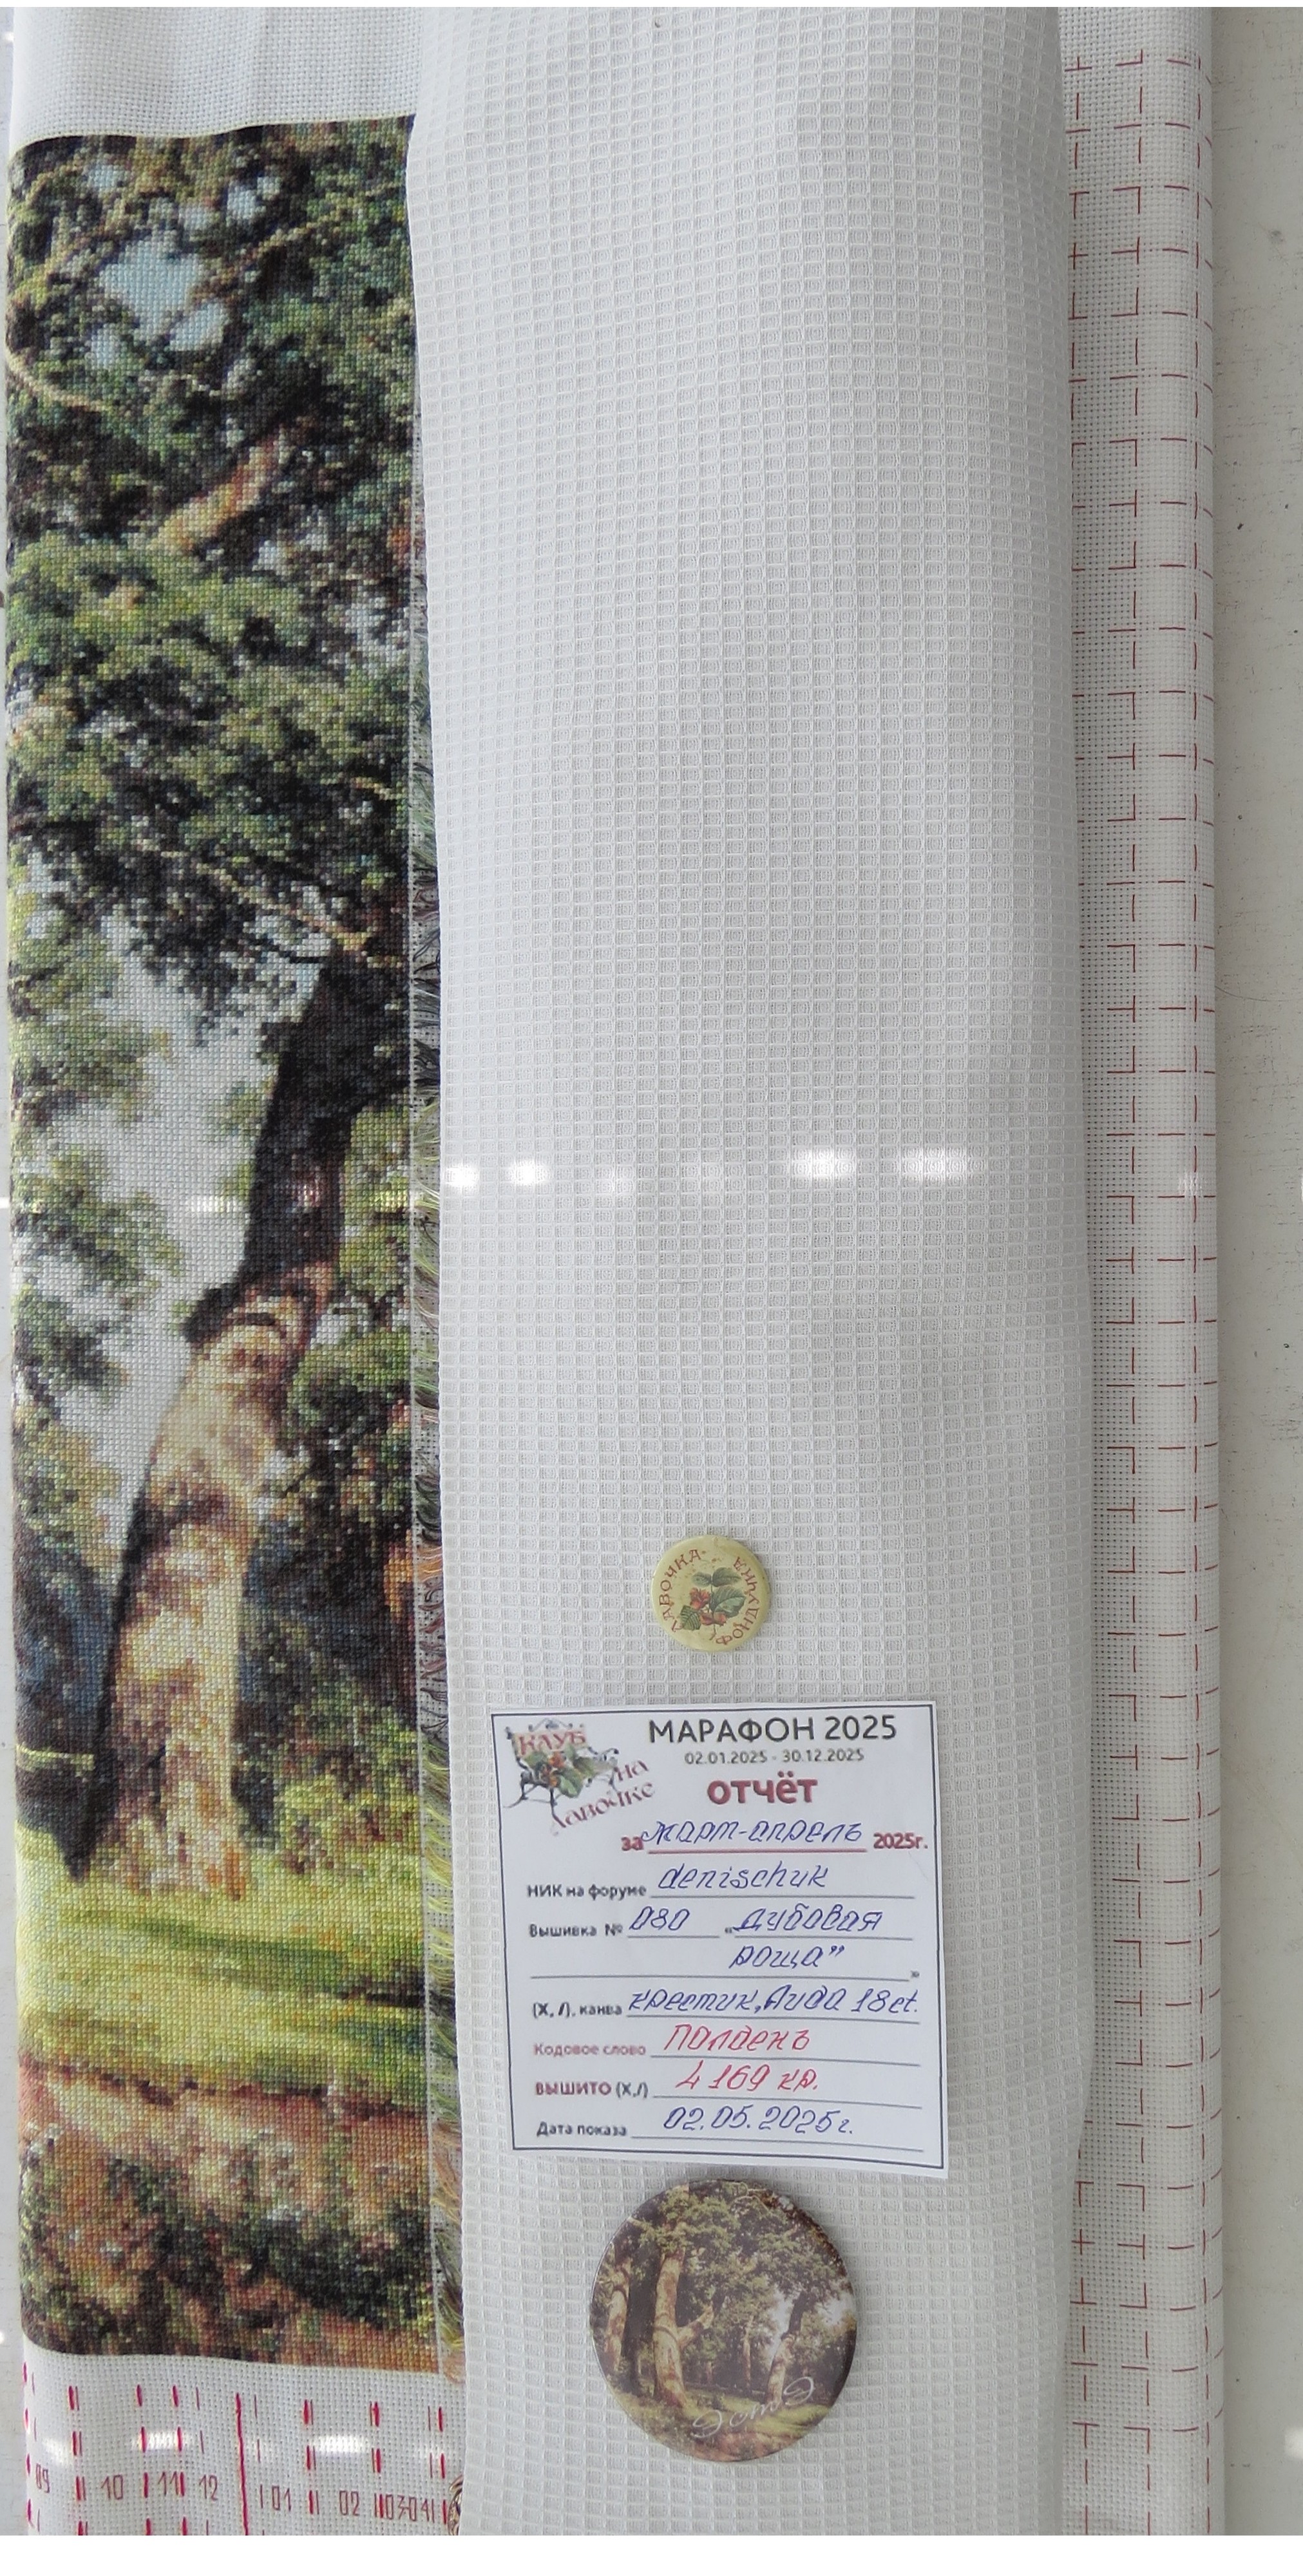 ЛАВОЧКА ФОНДУКИ
КЛУБ
на
Лавочке
МАРАФОН 2025
02.01.2025 - 30.12.2025
ОТЧЁТ
за март-апрель 2025г.
НИК на форуме denischuk
Вышивка № 080 «Дубовая
роща” »
(X, /), канва крестик, Аида 18ct.
Кодовое слово Полдень
ВЫШИТО (X,/) 4 169 кр.
Дата показа 02.05.2025г.
ЭстЭ
09 10 11 12 01 02 03 04